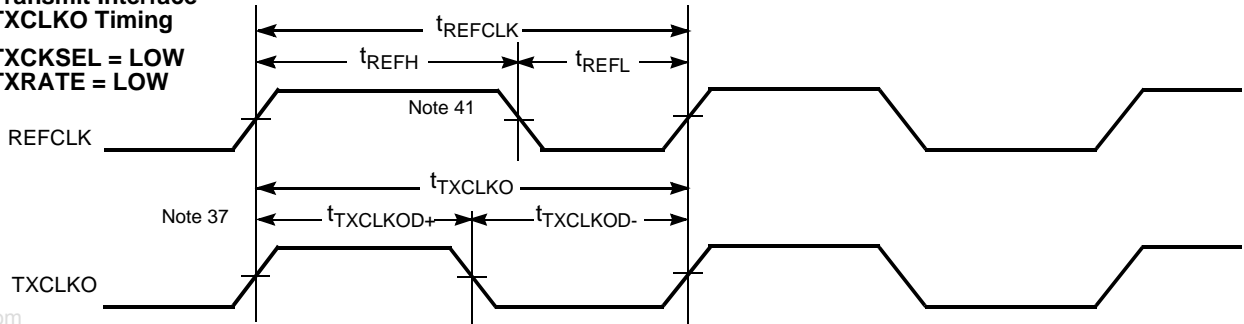 Transmit Interface
TXCLKO Timing
TXCKSEL = LOW
TXRATE = LOW
tREFCLK
tREFH
tREFL
Note 41
REFCLK
tTXCLKO
Note 37
tTXCLKOD+
tTXCLKOD-
TXCLKO
om